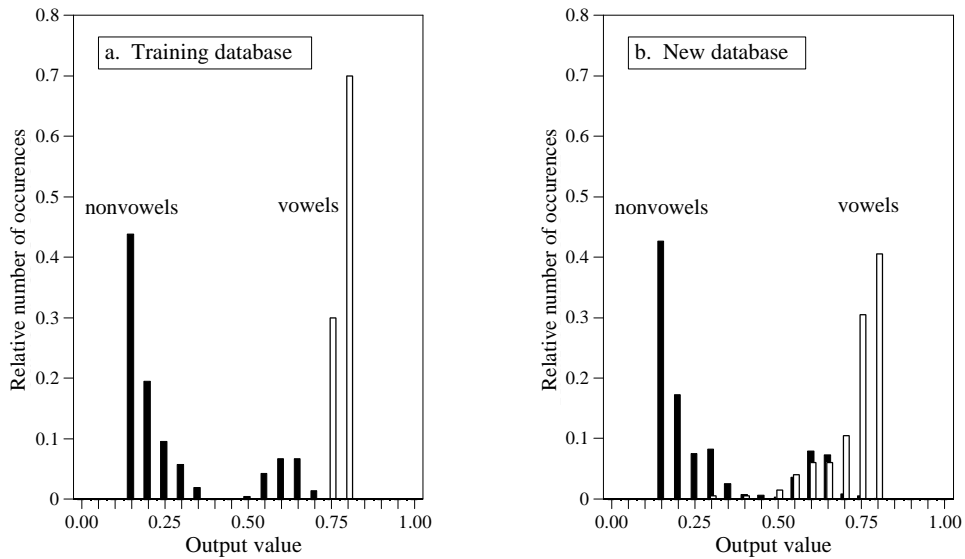 0.8
a. Training database
0.7
0.6
0.5
nonvowels
vowels
0.4
0.3
0.2
0.1
0
0.00 0.25 0.50 0.75 1.00
Output value
Relative number of occurences
0.8
b. New database
0.7
0.6
0.5
nonvowels
vowels
0.4
0.3
0.2
0.1
0
0.00 0.25 0.50 0.75 1.00
Output value
Relative number of occurences